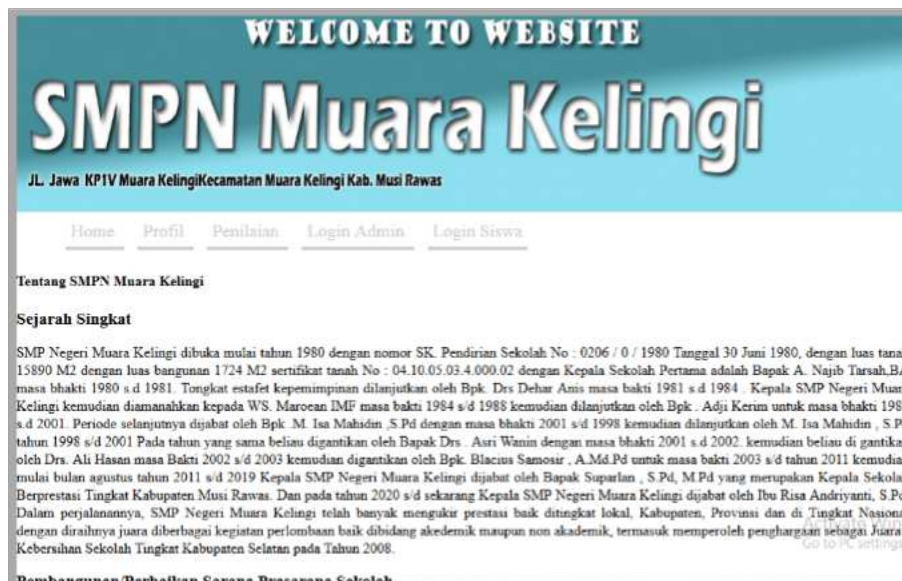 WELCOME TO WEBSITE
SMPN Muara Kelingi
JL. Jawa KP1V Muara KelingiKecamatan Muara Kelingi Kab. Musi Rawas
Home Profil Penilaian Login Admin Login Siswa
Tentang SMPN Muara Kelingi
Sejarah Singkat
SMP Negeri Muara Kelingi dibuka mulai tahun 1980 dengan nomor SK. Pendirian Sekolah No : 0206 / 0 / 1980 Tanggal 30 Juni 1980, dengan luas tana
15890 M2 dengan luas bangunan 1724 M2 sertifikat tanah No : 04.10.05.03.4.000.02 dengan Kepala Sekolah Pertama adalah Bapak A. Najib Tarsah,BA
masa bhakti 1980 s.d 1981. Tongkat estafet kepemimpinan dilanjutkan oleh Bpk. Drs Dehar Anis masa bakti 1981 s.d 1984 . Kepala SMP Negeri Muar
Kelingi kemudian diamanahkan kepada WS. Maroean IMF masa bakti 1984 s/d 1988 kemudian dilanjutkan oleh Bpk . Adji Kerim untuk masa bhakti 198
s.d 2001. Periode selanjutnya dijabat oleh Bpk .M. Isa Mahidin , S.Pd dengan masa bhakti 2001 s/d 1998 kemudian dilanjutkan oleh M. Isa Mahidin , S.P
tahun 1998 s/d 2001 Pada tahun yang sama beliau digantikan oleh Bapak Drs . Asri Wanin dengan masa bhakti 2001 s.d 2002. kemudian beliau di gantika
oleh Drs. Ali Hasan masa Bakti 2002 s/d 2003 kemudian digantikan oleh Bpk. Blacius Samosir , A.Md.Pd untuk masa bakti 2003 s/d tahun 2011 kemudia
mulai bulan agustus tahun 2011 s/d 2019 Kepala SMP Negeri Muara Kelingi dijabat oleh Bapak Suparlan , S.Pd, M.Pd yang merupakan Kepala Sekola
Berprestasi Tingkat Kabupaten Musi Rawas. Dan pada tahun 2020 s/d sekarang Kepala SMP Negeri Muara Kelingi dijabat oleh Ibu Risa Andriyanti, S.Pd
Dalam perjalanannya, SMP Negeri Muara Kelingi telah banyak mengukir prestasi baik ditingkat lokal, Kabupaten, Provinsi dan di Tingkat Nasiona
dengan diraihnya juara diberbagai kegiatan perlombaan baik dibidang akedemik maupun non akademik, termasuk memperoleh penghargaan sebagai Juara
Kebersihan Sekolah Tingkat Kabupaten Selatan pada Tahun 2008.
Activate Win
Go to PC settings
Pembangunan/Perbaikan Sarana Prasarana Sekolah